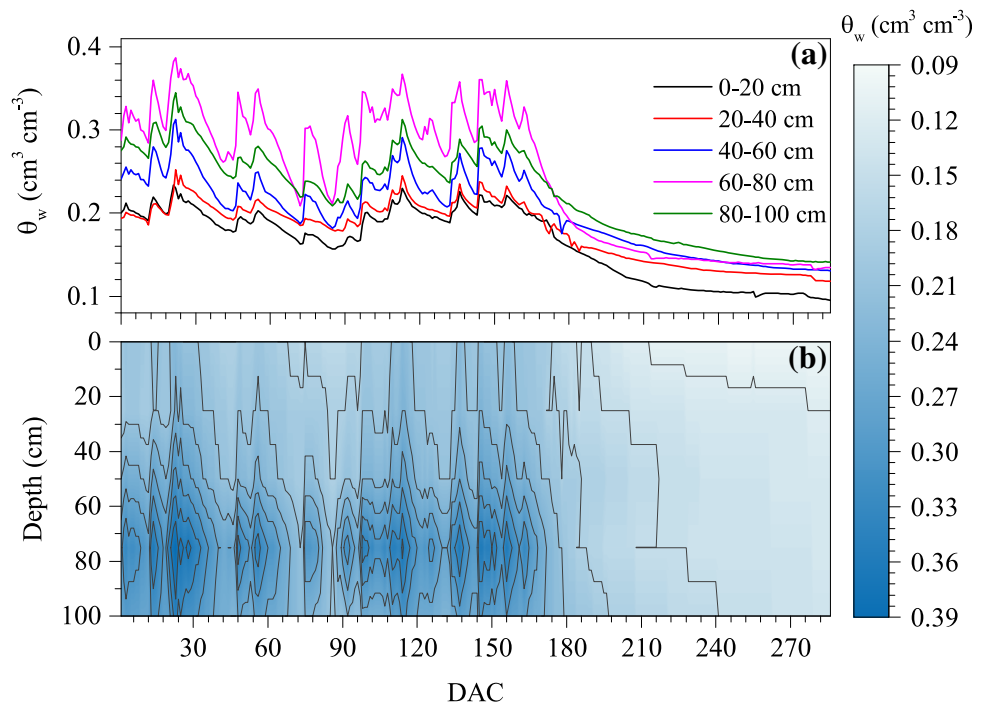 θw (cm³ cm⁻³)
(a)
0.4
0.3
0.2
0.1
θw (cm³ cm⁻³)
0-20 cm
20-40 cm
40-60 cm
60-80 cm
80-100 cm
(b)
0
20
40
60
80
100
Depth (cm)
30
60
90
120
150
180
210
240
270
DAC
0.09
0.12
0.15
0.18
0.21
0.24
0.27
0.30
0.33
0.36
0.39